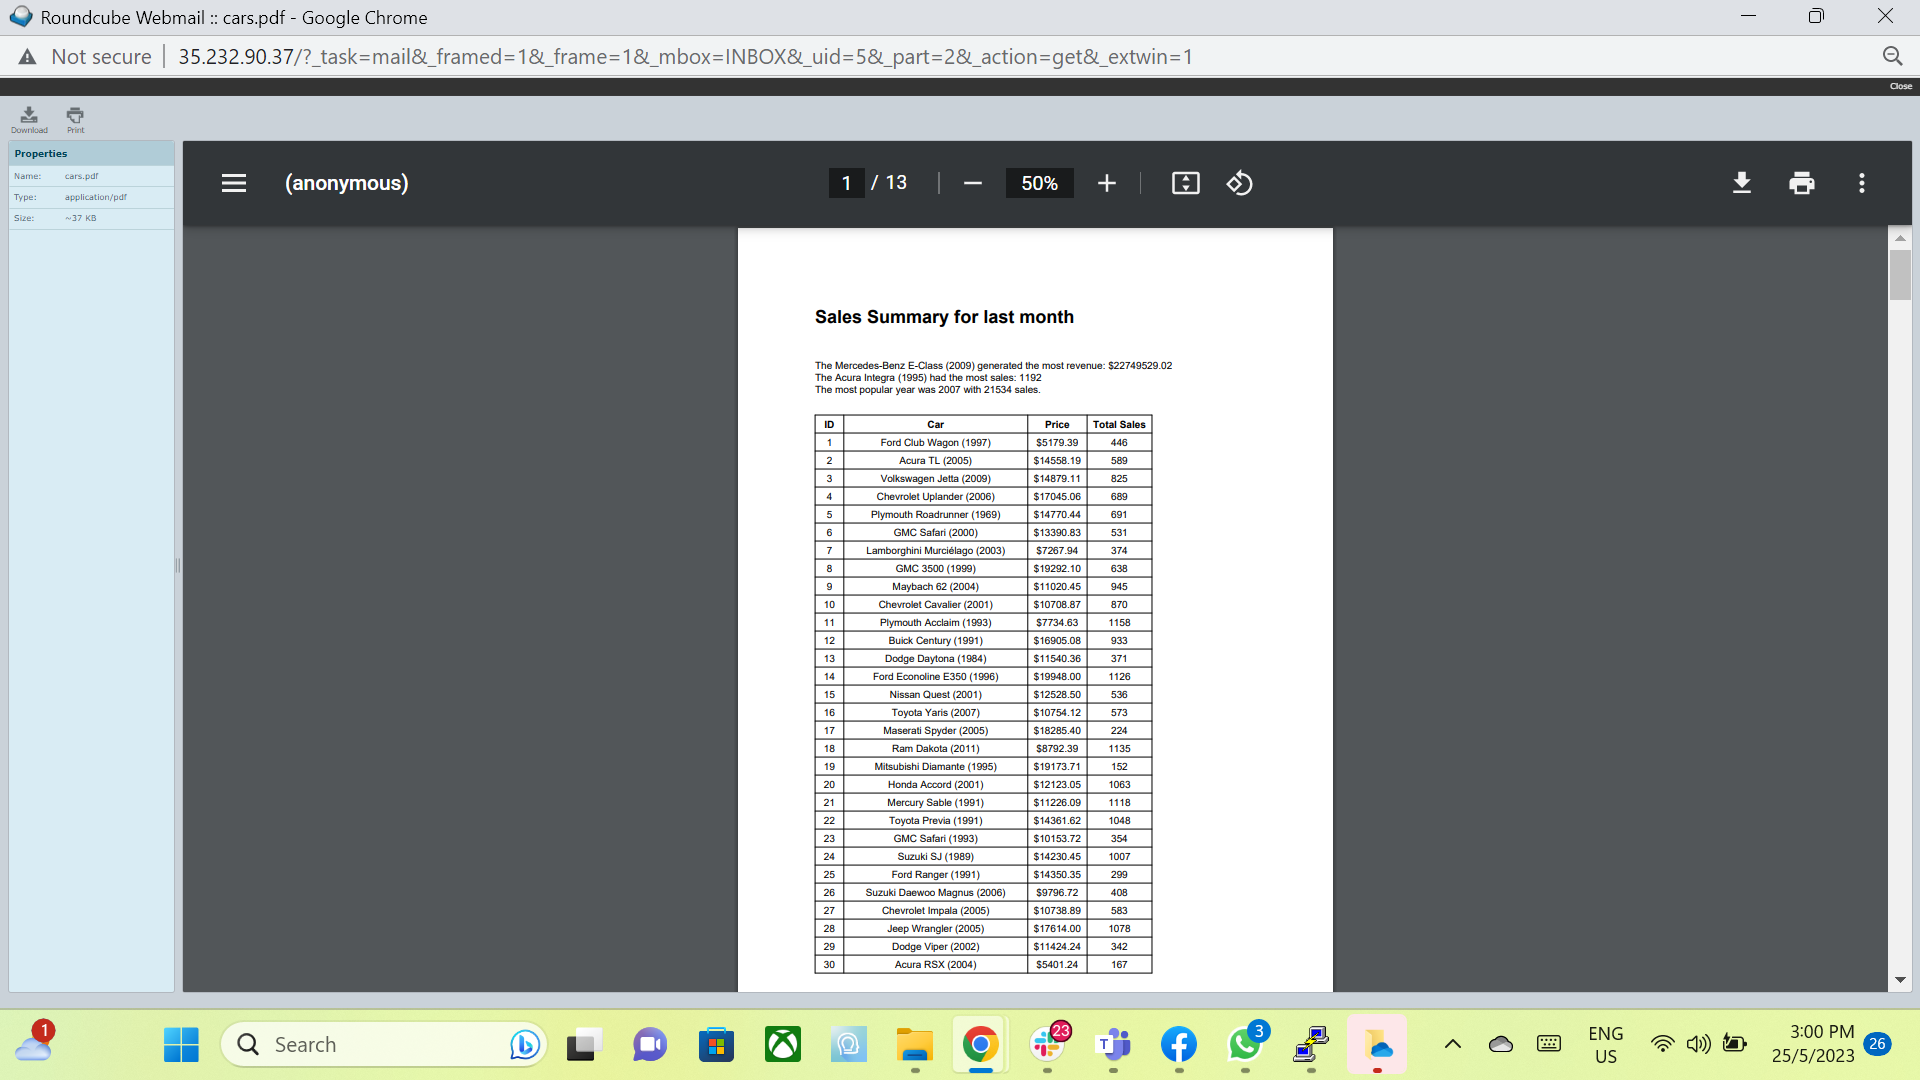 Roundcube Webmail :: cars.pdf - Google Chrome
Not secure 35.232.90.37/?_task=mail&_framed=1&_frame=1&_mbox=INBOX&_uid=5&_part=2&_action=get&_extwin=1
Close
Download Print
Properties
Name: cars.pdf
Type: application/pdf
Size: ~37 KB
(anonymous) 1 / 13 50%
Sales Summary for last month
The Mercedes-Benz E-Class (2009) generated the most revenue: $22749529.02
The Acura Integra (1995) had the most sales: 1192
The most popular year was 2007 with 21534 sales.
ID Car Price Total Sales
1 Ford Club Wagon (1997) $5179.39 446
2 Acura TL (2005) $14558.19 589
3 Volkswagen Jetta (2009) $14879.11 825
4 Chevrolet Uplander (2006) $17045.06 689
5 Plymouth Roadrunner (1969) $14770.44 691
6 GMC Safari (2000) $13390.83 531
7 Lamborghini Murciélago (2003) $7267.94 374
8 GMC 3500 (1999) $19292.10 638
9 Maybach 62 (2004) $11020.45 945
10 Chevrolet Cavalier (2001) $10708.87 870
11 Plymouth Acclaim (1993) $7734.63 1158
12 Buick Century (1991) $16905.08 933
13 Dodge Daytona (1984) $11540.36 371
14 Ford Econoline E350 (1996) $19948.00 1126
15 Nissan Quest (2001) $12528.50 536
16 Toyota Yaris (2007) $10754.12 573
17 Maserati Spyder (2005) $18285.40 224
18 Ram Dakota (2011) $8792.39 1135
19 Mitsubishi Diamante (1995) $19173.71 152
20 Honda Accord (2001) $12123.05 1063
21 Mercury Sable (1991) $11226.09 1118
22 Toyota Previa (1991) $14361.62 1048
23 GMC Safari (1993) $10153.72 354
24 Suzuki SJ (1989) $14230.45 1007
25 Ford Ranger (1991) $14350.35 299
26 Suzuki Daewoo Magnus (2006) $9796.72 408
27 Chevrolet Impala (2005) $10738.89 583
28 Jeep Wrangler (2005) $17614.00 1078
29 Dodge Viper (2002) $11424.24 342
30 Acura RSX (2004) $5401.24 167
1 Search 23 T 3 ENG 3:00 PM
US 25/5/2023 26